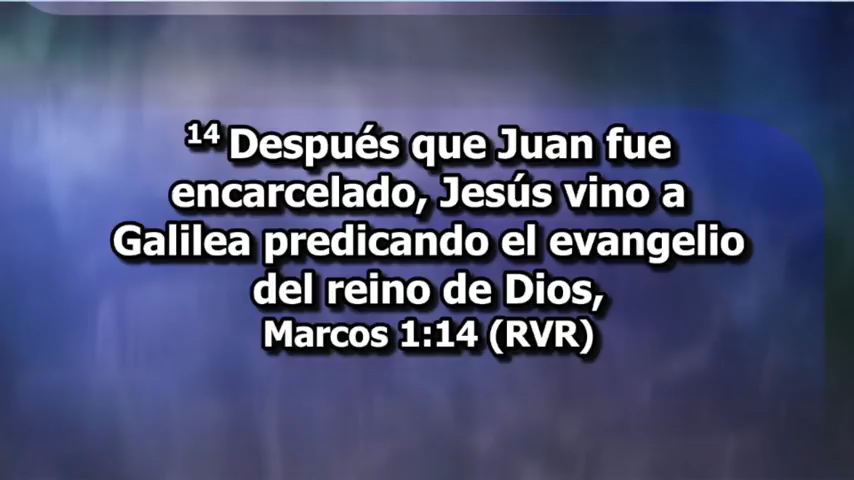 14 Después que Juan fue
encarcelado, Jesús vino a
Galilea predicando el evangelio
del reino de Dios,
Marcos 1:14 (RVR)